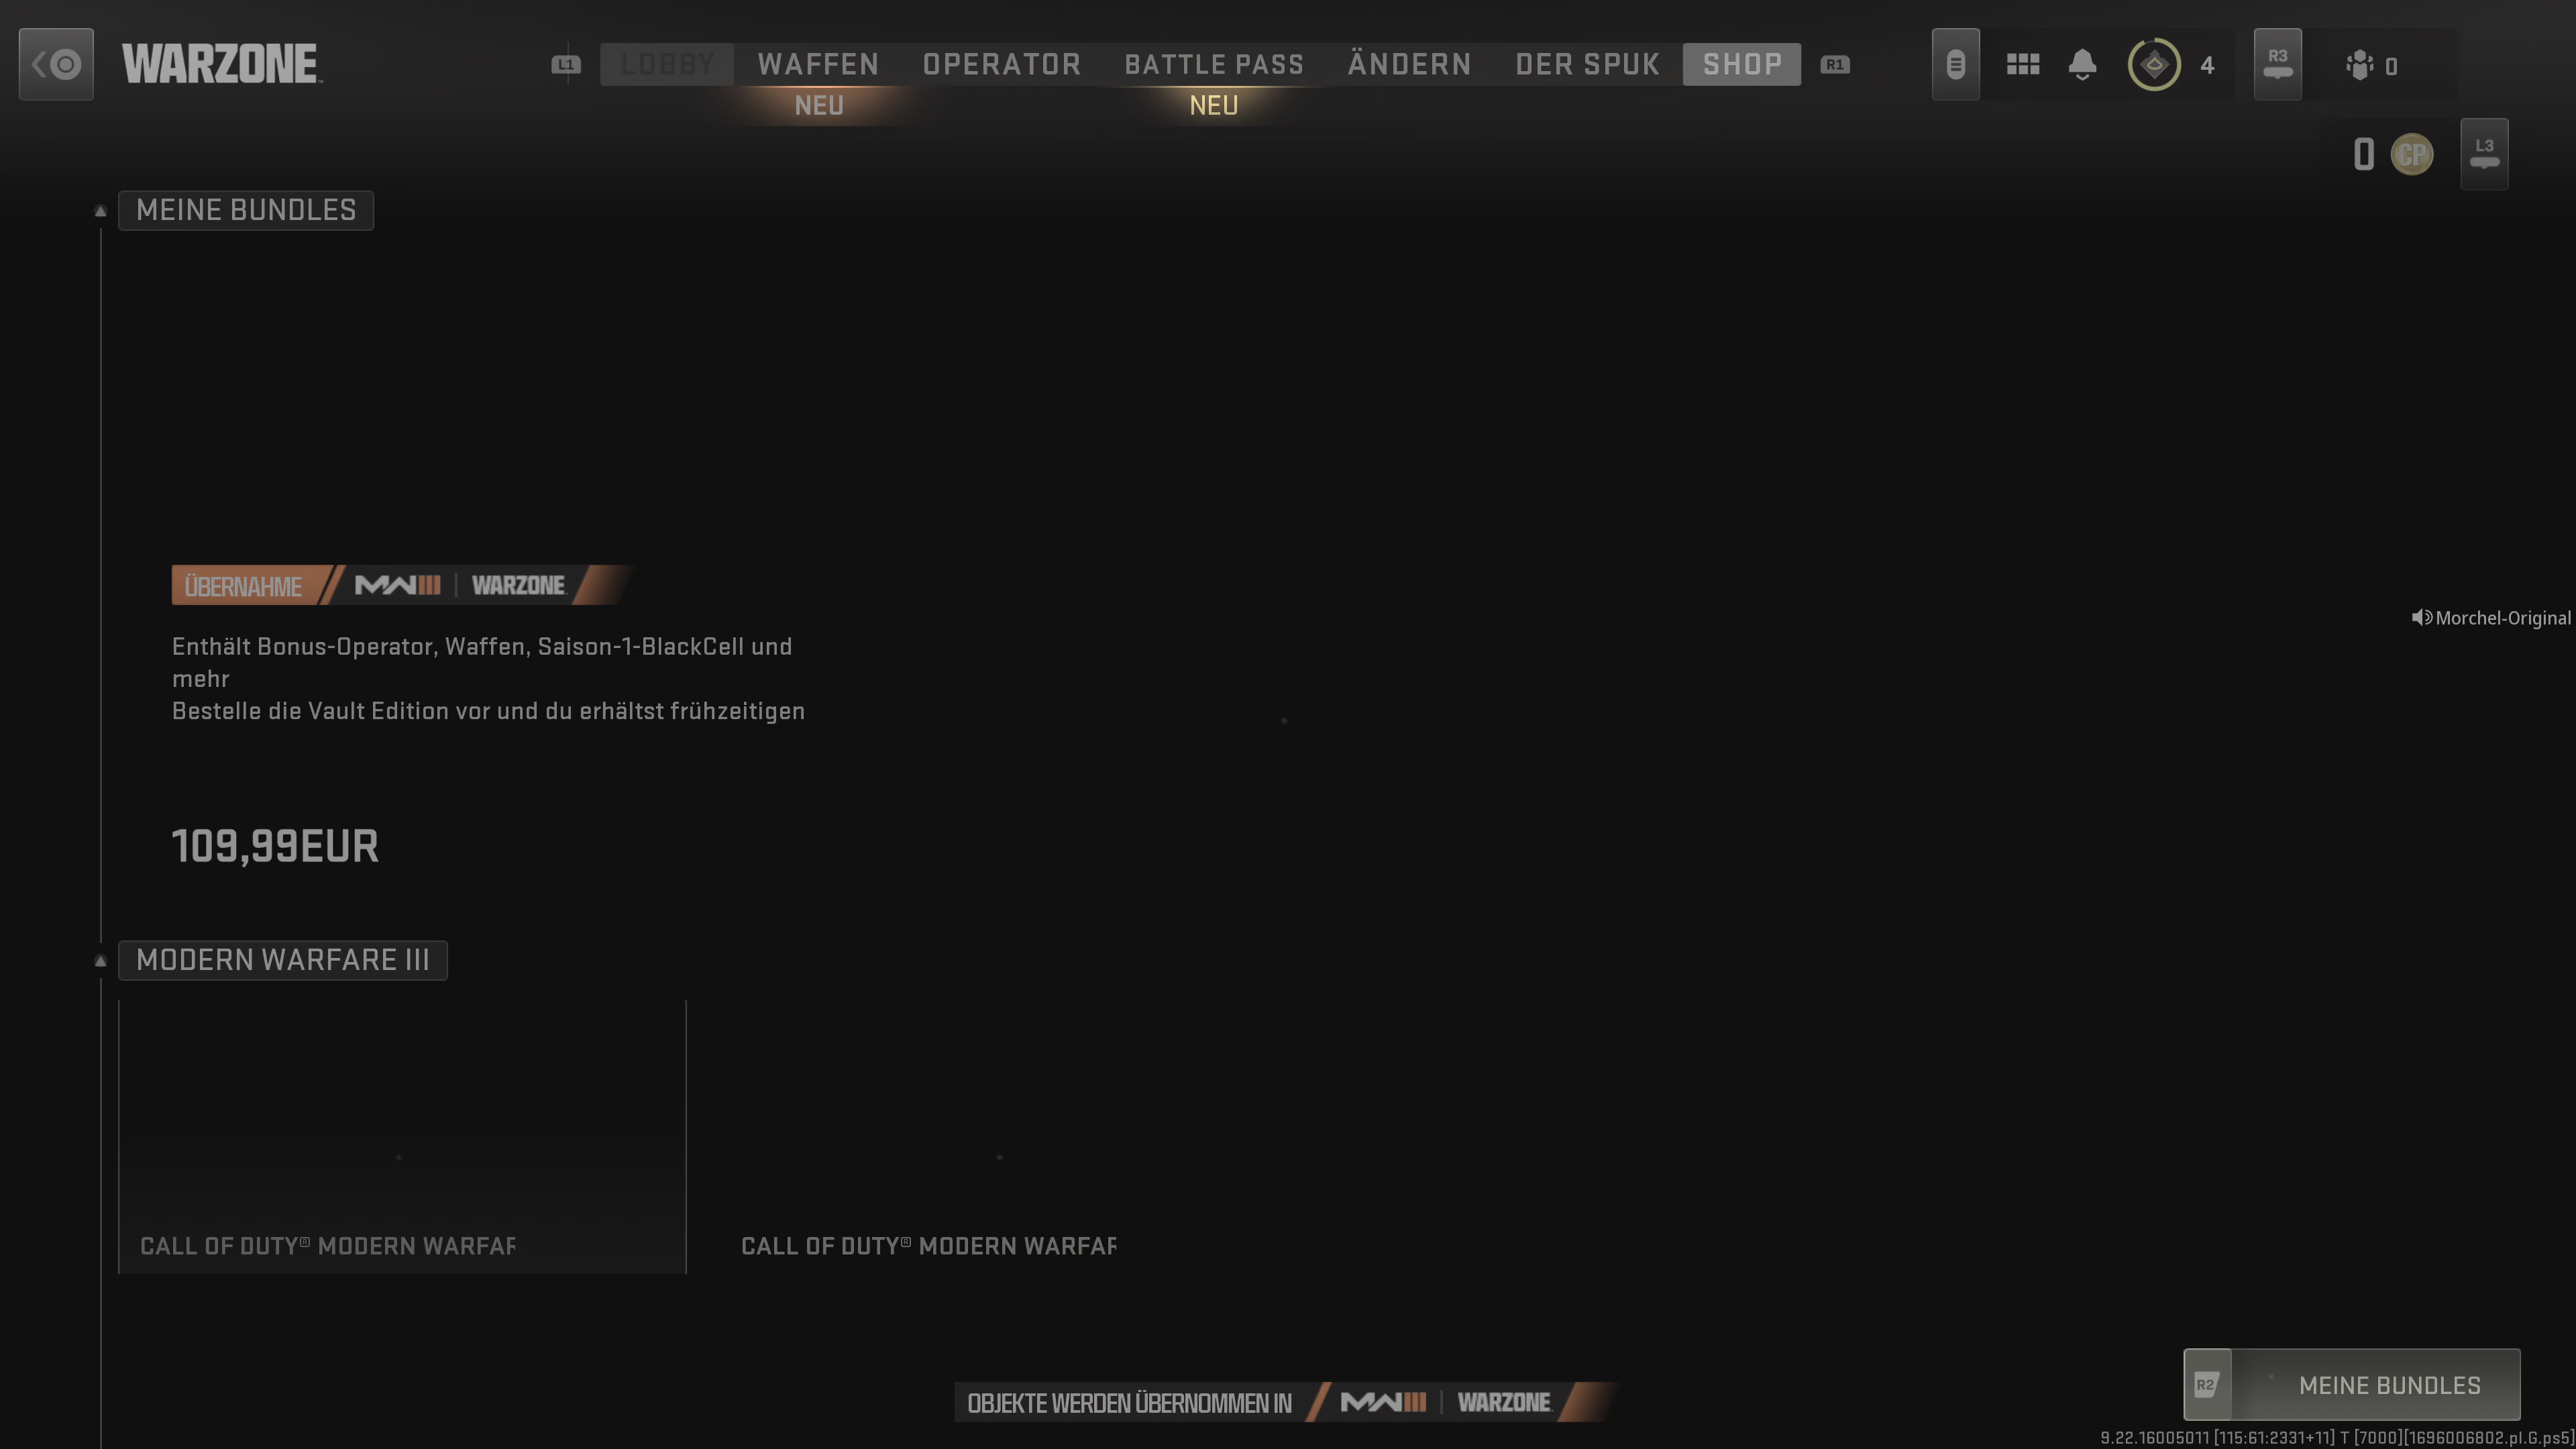 WARZONE
L1
LOBBY
WAFFEN
OPERATOR
BATTLE PASS
ÄNDERN
DER SPUK
SHOP
R1
4
R3
0
NEU
NEU
0 CP
L3
MEINE BUNDLES
ÜBERNAHME
MWIII | WARZONE
Morchel-Original
Enthält Bonus-Operator, Waffen, Saison-1-BlackCell und
mehr
Bestelle die Vault Edition vor und du erhältst frühzeitigen
109,99EUR
MODERN WARFARE III
CALL OF DUTY® MODERN WARFAR
CALL OF DUTY® MODERN WARFAR
OBJEKTE WERDEN ÜBERNOMMEN IN
MWIII | WARZONE
R2
MEINE BUNDLES
9.22.16005011 [115:61:2331+11] T [7000][1696006802.pl.G.ps5]